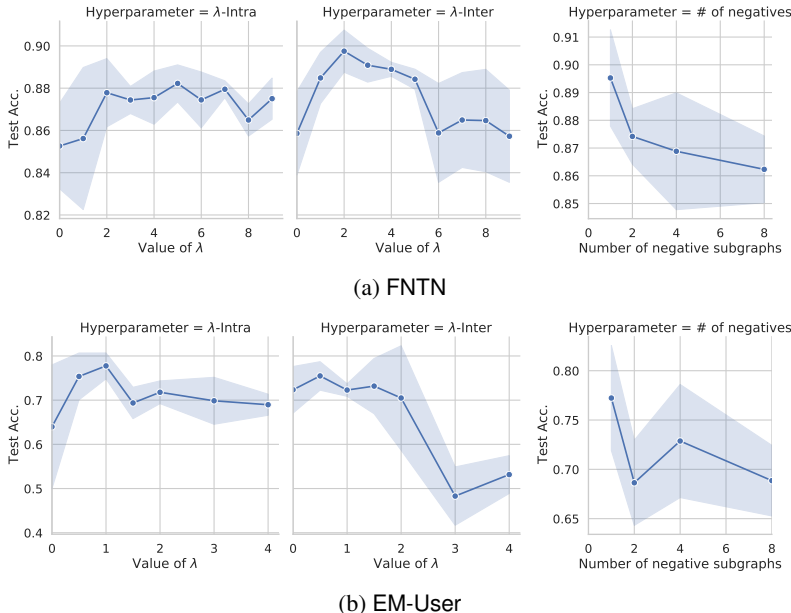 Hyperparameter = λ-Intra
Hyperparameter = λ-Inter
Hyperparameter = # of negatives
Test Acc.
0.90
0.88
0.86
0.84
0.82
0 2 4 6 8
Value of λ
0 2 4 6 8
Value of λ
Test Acc.
0.91
0.90
0.89
0.88
0.87
0.86
0.85
0 2 4 6 8
Number of negative subgraphs
(a) FNTN
Hyperparameter = λ-Intra
Hyperparameter = λ-Inter
Hyperparameter = # of negatives
Test Acc.
0.8
0.7
0.6
0.5
0.4
0 1 2 3 4
Value of λ
0 1 2 3 4
Value of λ
Test Acc.
0.80
0.75
0.70
0.65
0 2 4 6 8
Number of negative subgraphs
(b) EM-User